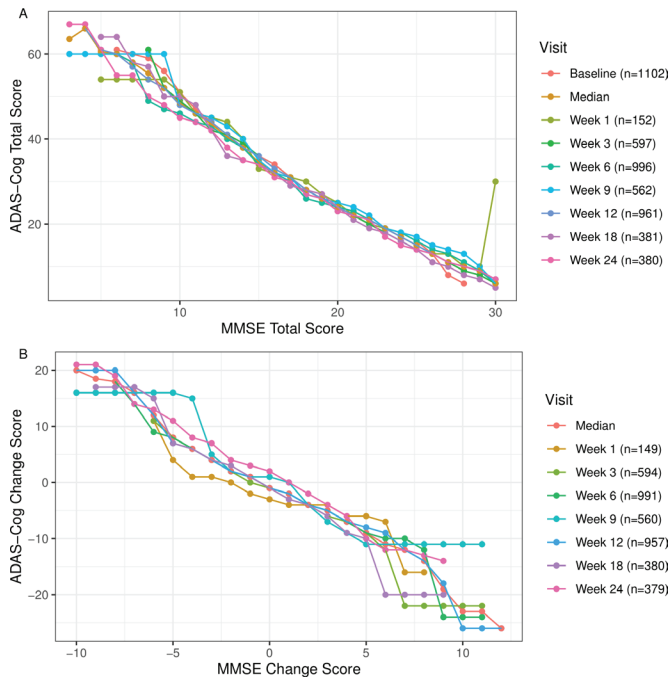 A
ADAS−Cog Total Score
60
40
20
10
20
30
MMSE Total Score
Visit
Baseline (n=1102)
Median
Week 1 (n=152)
Week 3 (n=597)
Week 6 (n=996)
Week 9 (n=562)
Week 12 (n=961)
Week 18 (n=381)
Week 24 (n=380)
B
ADAS−Cog Change Score
20
10
0
−10
−20
−10
−5
0
5
10
MMSE Change Score
Visit
Median
Week 1 (n=149)
Week 3 (n=594)
Week 6 (n=991)
Week 9 (n=560)
Week 12 (n=957)
Week 18 (n=380)
Week 24 (n=379)